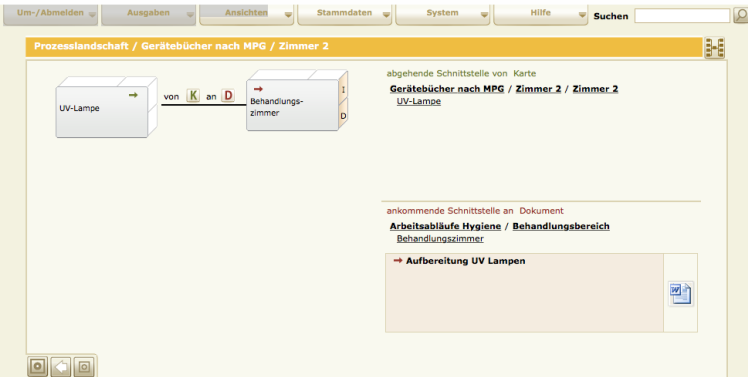 Um-/Abmelden Ausgaben Ansichten Stammdaten System Hilfe Suchen
Prozesslandschaft / Gerätebücher nach MPG / Zimmer 2
UV-Lampe
von K an D
Behandlungs-
zimmer
I
D
abgehende Schnittstelle von Karte
Gerätebücher nach MPG / Zimmer 2 / Zimmer 2
UV-Lampe
ankommende Schnittstelle an Dokument
Arbeitsabläufe Hygiene / Behandlungsbereich
Behandlungszimmer
→ Aufbereitung UV Lampen
W